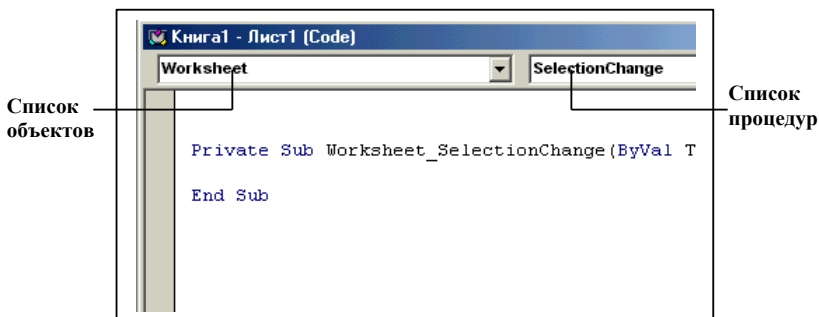 Книга1 - Лист1 (Code)
Worksheet SelectionChange
Список
объектов
Список
процедур
Private Sub Worksheet_SelectionChange(ByVal T
End Sub